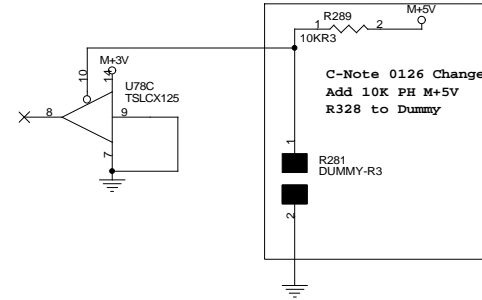 R289
M+5V
1
2
10KR3
M+3V
10
14
U78C
TSLCX125
C-Note 0126 Change
Add 10K PH M+5V
R328 to Dummy
8
9
1
7
R281
DUMMY-R3
2